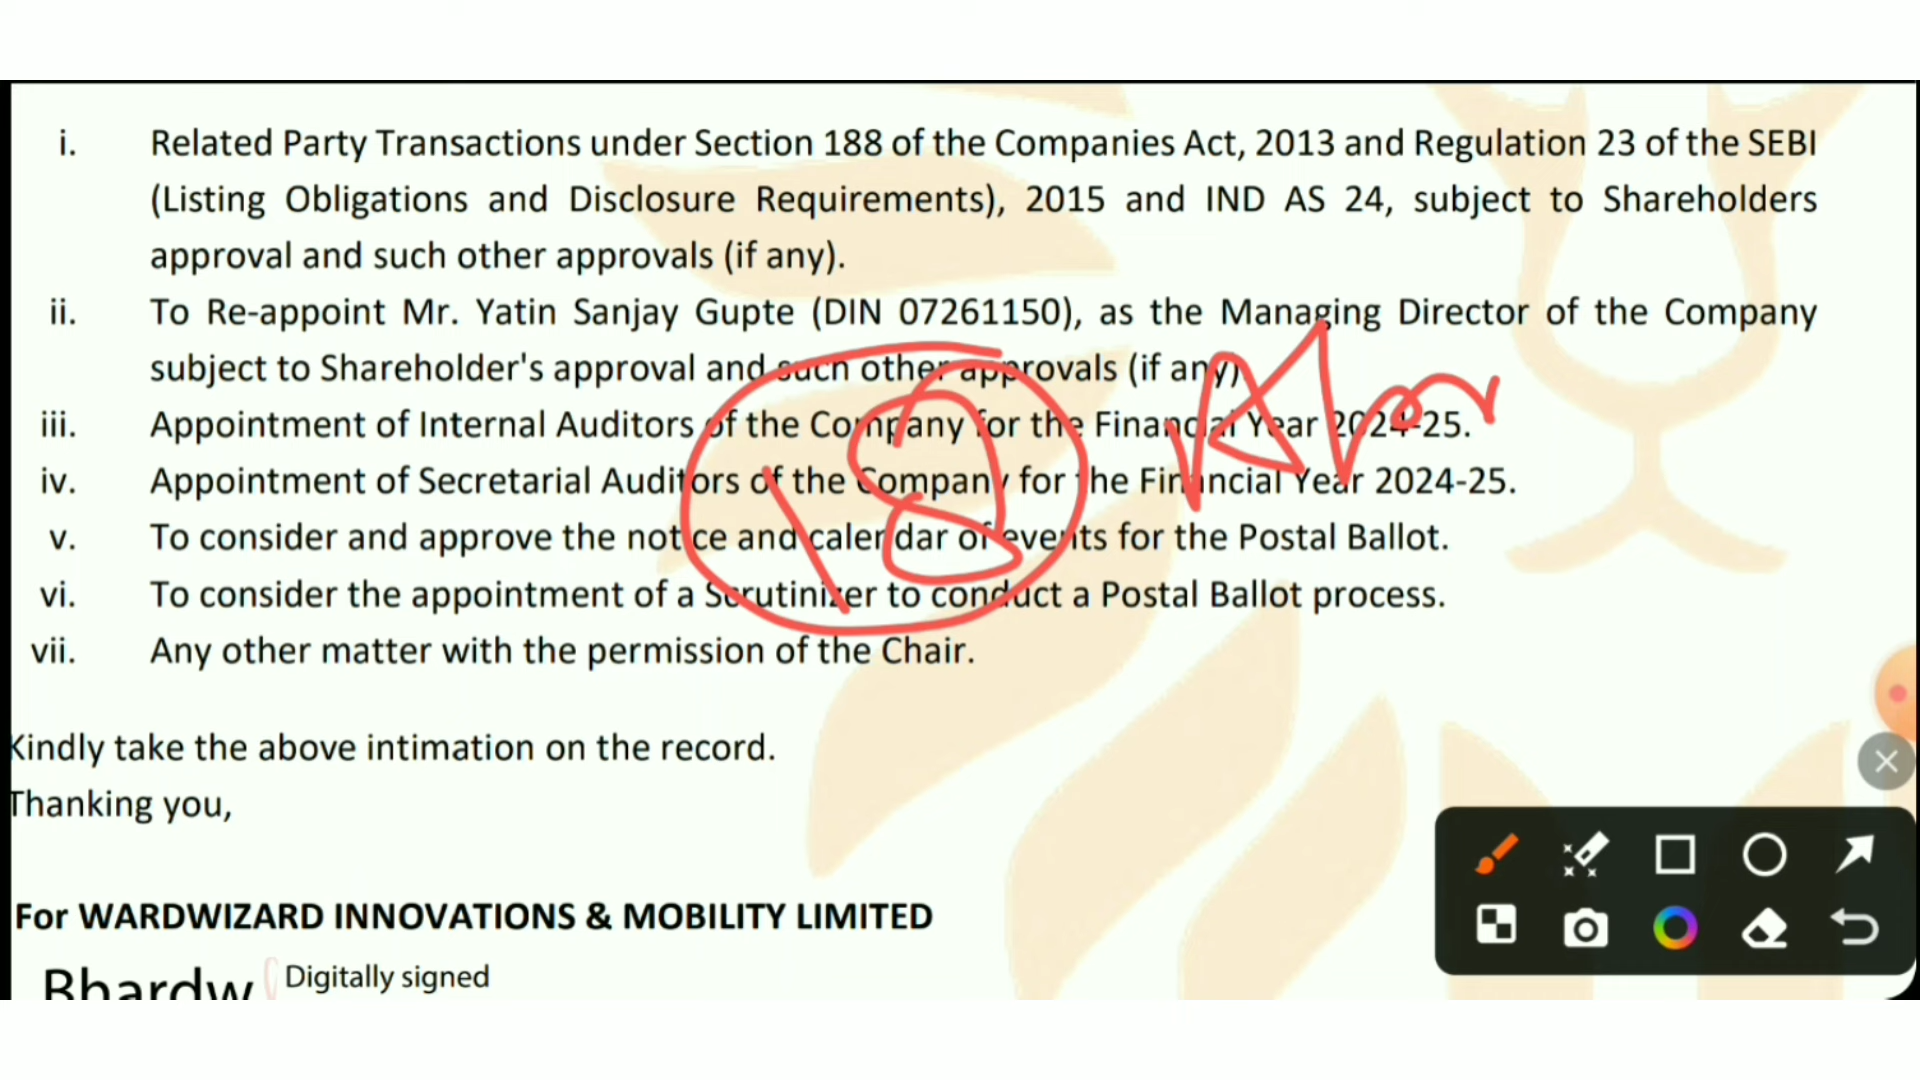 i. Related Party Transactions under Section 188 of the Companies Act, 2013 and Regulation 23 of the SEBI
(Listing Obligations and Disclosure Requirements), 2015 and IND AS 24, subject to Shareholders
approval and such other approvals (if any).
ii. To Re-appoint Mr. Yatin Sanjay Gupte (DIN 07261150), as the Managing Director of the Company
subject to Shareholder's approval and such other approvals (if any)
iii. Appointment of Internal Auditors of the Company for the Financial Year 2024-25.
iv. Appointment of Secretarial Auditors of the Company for the Financial Year 2024-25.
18
v. To consider and approve the notice and calendar of events for the Postal Ballot.
vi. To consider the appointment of a Scrutinizer to conduct a Postal Ballot process.
vii. Any other matter with the permission of the Chair.
Kindly take the above intimation on the record.
Thanking you,
For WARDWIZARD INNOVATIONS & MOBILITY LIMITED
Bhardw
Digitally signed